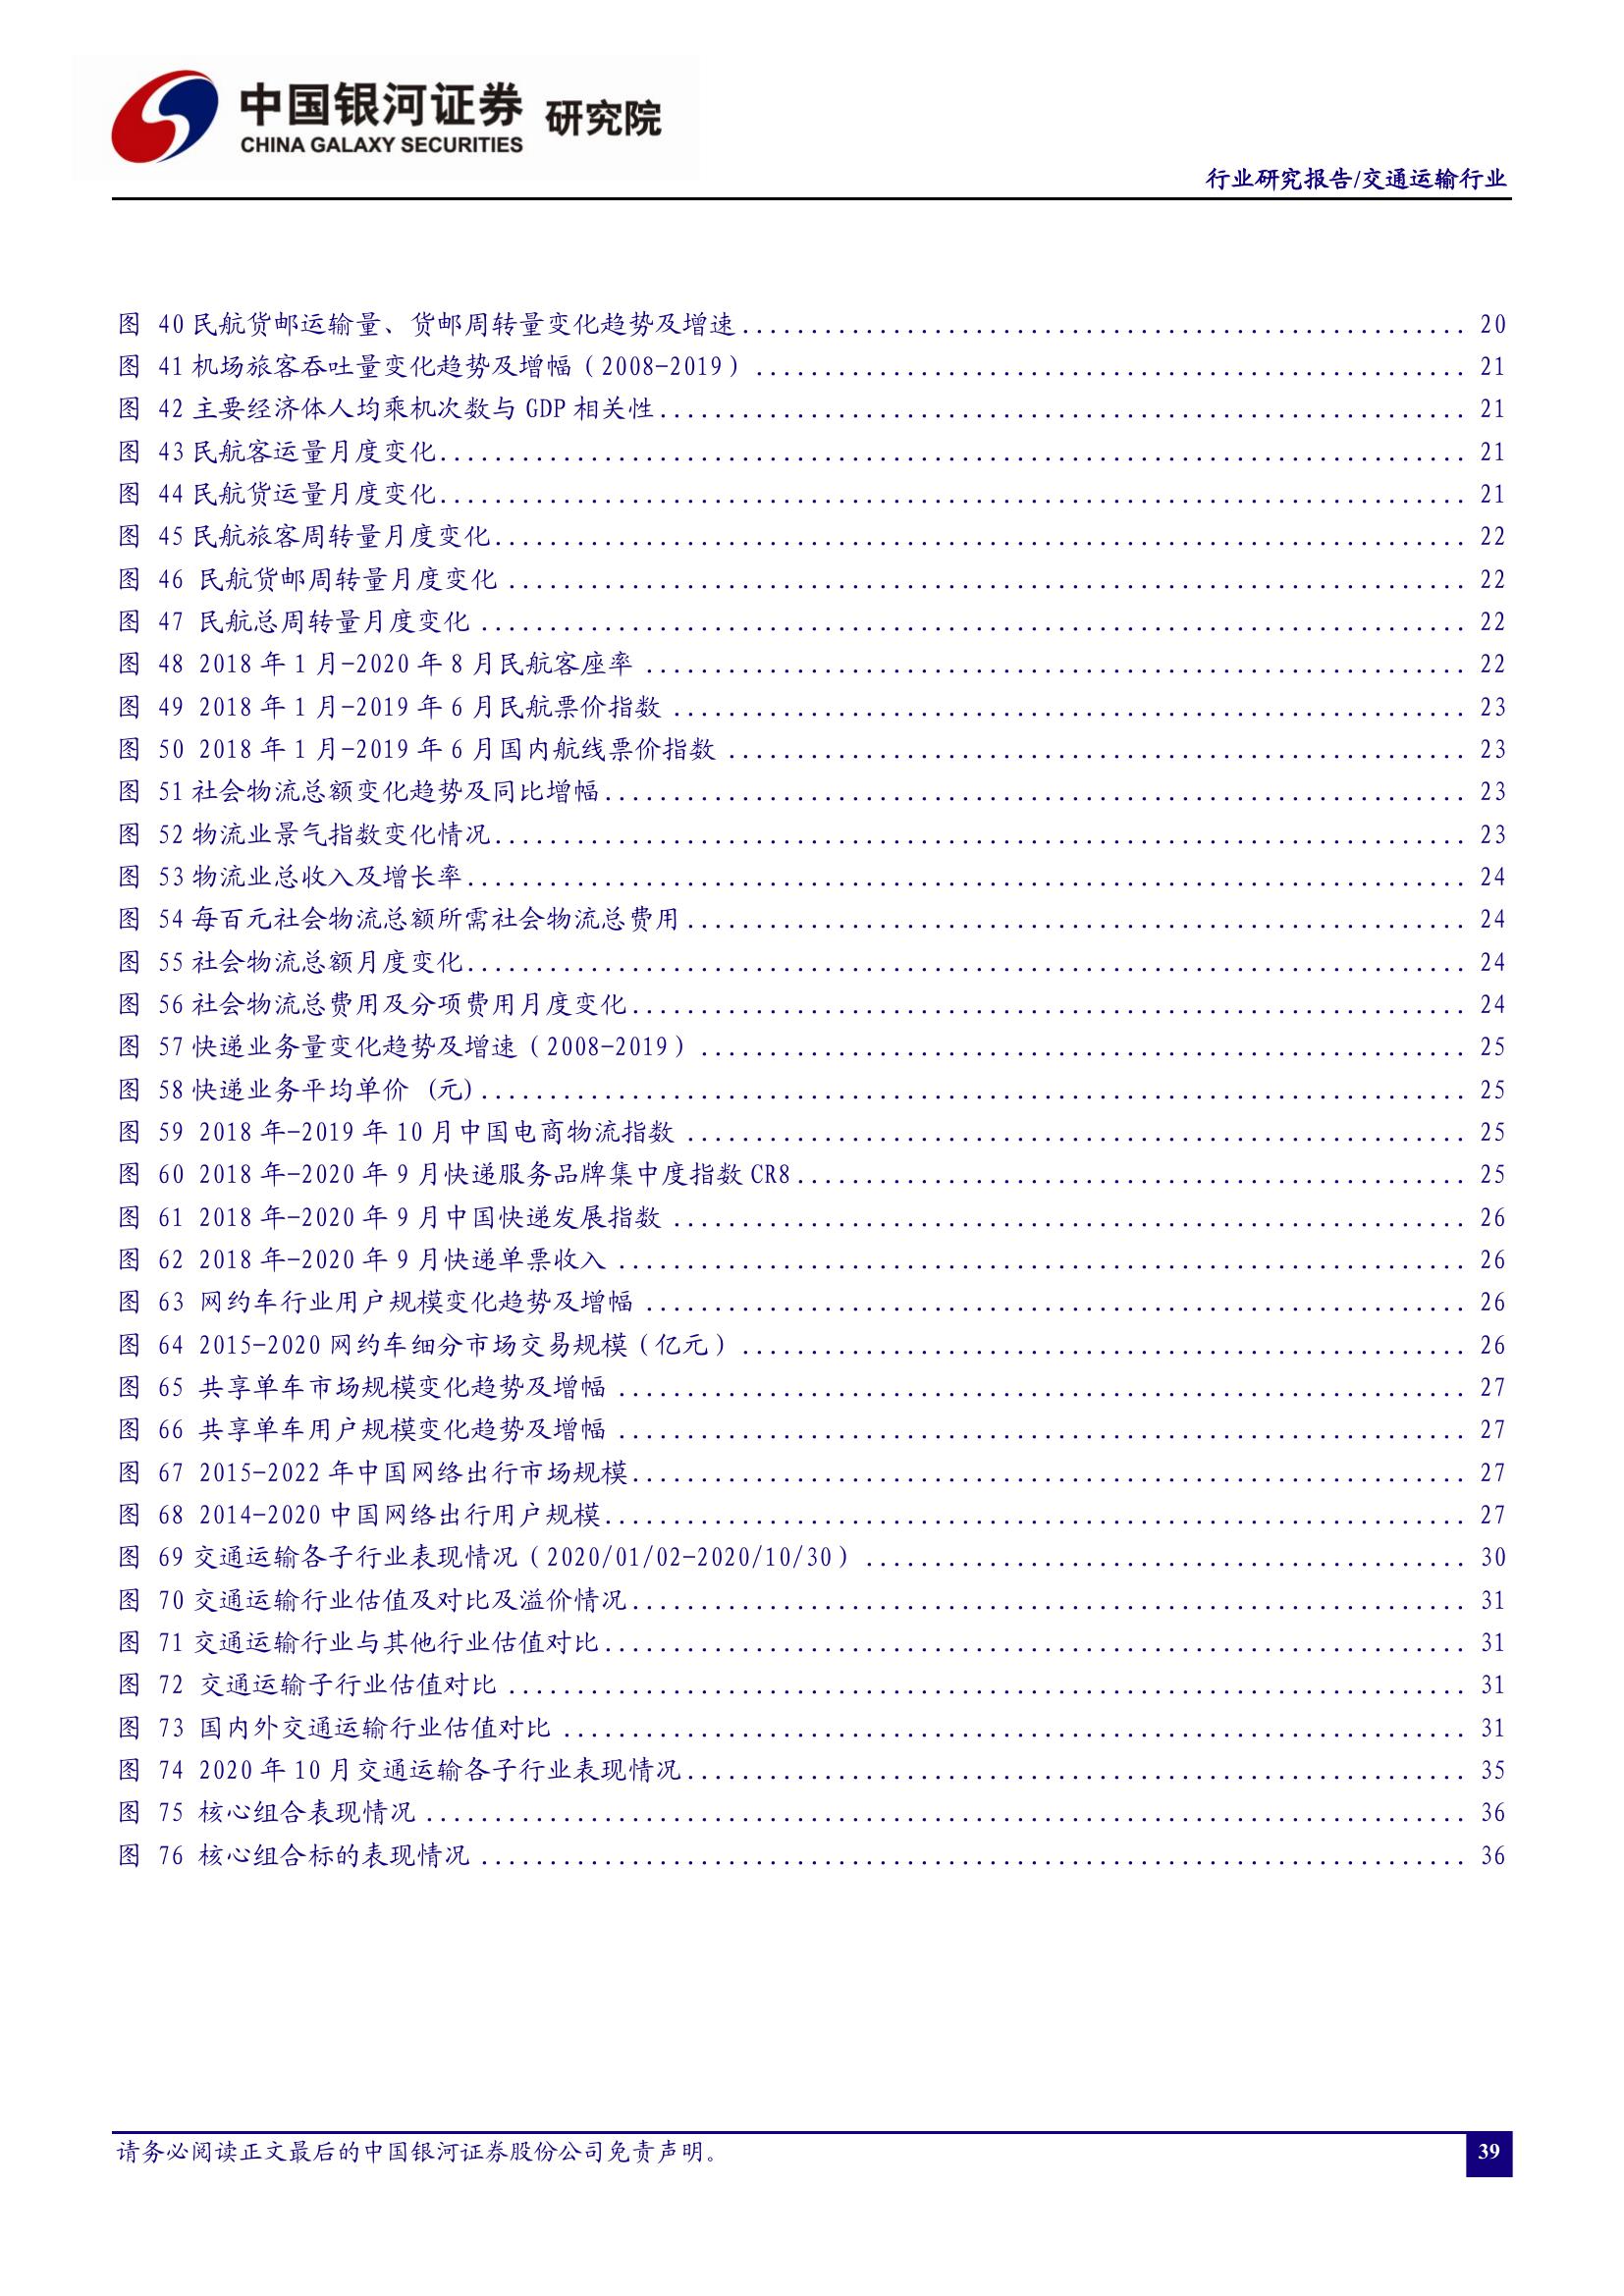 中国银河证券 研究院
CHINA GALAXY SECURITIES
行业研究报告/交通运输行业
图 40 民航货邮运输量、货邮周转量变化趋势及增速 20
图 41 机场旅客吞吐量变化趋势及增幅（2008-2019） 21
图 42 主要经济体人均乘机次数与 GDP 相关性 21
图 43 民航客运量月度变化 21
图 44 民航货运量月度变化 21
图 45 民航旅客周转量月度变化 22
图 46 民航货邮周转量月度变化 22
图 47 民航总周转量月度变化 22
图 48 2018 年 1 月-2020 年 8 月民航客座率 22
图 49 2018 年 1 月-2019 年 6 月民航票价指数 23
图 50 2018 年 1 月-2019 年 6 月国内航线票价指数 23
图 51 社会物流总额变化趋势及同比增幅 23
图 52 物流业景气指数变化情况 23
图 53 物流业总收入及增长率 24
图 54 每百元社会物流总额所需社会物流总费用 24
图 55 社会物流总额月度变化 24
图 56 社会物流总费用及分项费用月度变化 24
图 57 快递业务量变化趋势及增速（2008-2019） 25
图 58 快递业务平均单价 (元) 25
图 59 2018 年-2019 年 10 月中国电商物流指数 25
图 60 2018 年-2020 年 9 月快递服务品牌集中度指数 CR8 25
图 61 2018 年-2020 年 9 月中国快递发展指数 26
图 62 2018 年-2020 年 9 月快递单票收入 26
图 63 网约车行业用户规模变化趋势及增幅 26
图 64 2015-2020 网约车细分市场交易规模（亿元） 26
图 65 共享单车市场规模变化趋势及增幅 27
图 66 共享单车用户规模变化趋势及增幅 27
图 67 2015-2022 年中国网络出行市场规模 27
图 68 2014-2020 中国网络出行用户规模 27
图 69 交通运输各子行业表现情况（2020/01/02-2020/10/30） 30
图 70 交通运输行业估值及对比及溢价情况 31
图 71 交通运输行业与其他行业估值对比 31
图 72 交通运输子行业估值对比 31
图 73 国内外交通运输行业估值对比 31
图 74 2020 年 10 月交通运输各子行业表现情况 35
图 75 核心组合表现情况 36
图 76 核心组合标的表现情况 36
请务必阅读正文最后的中国银河证券股份公司免责声明。
39